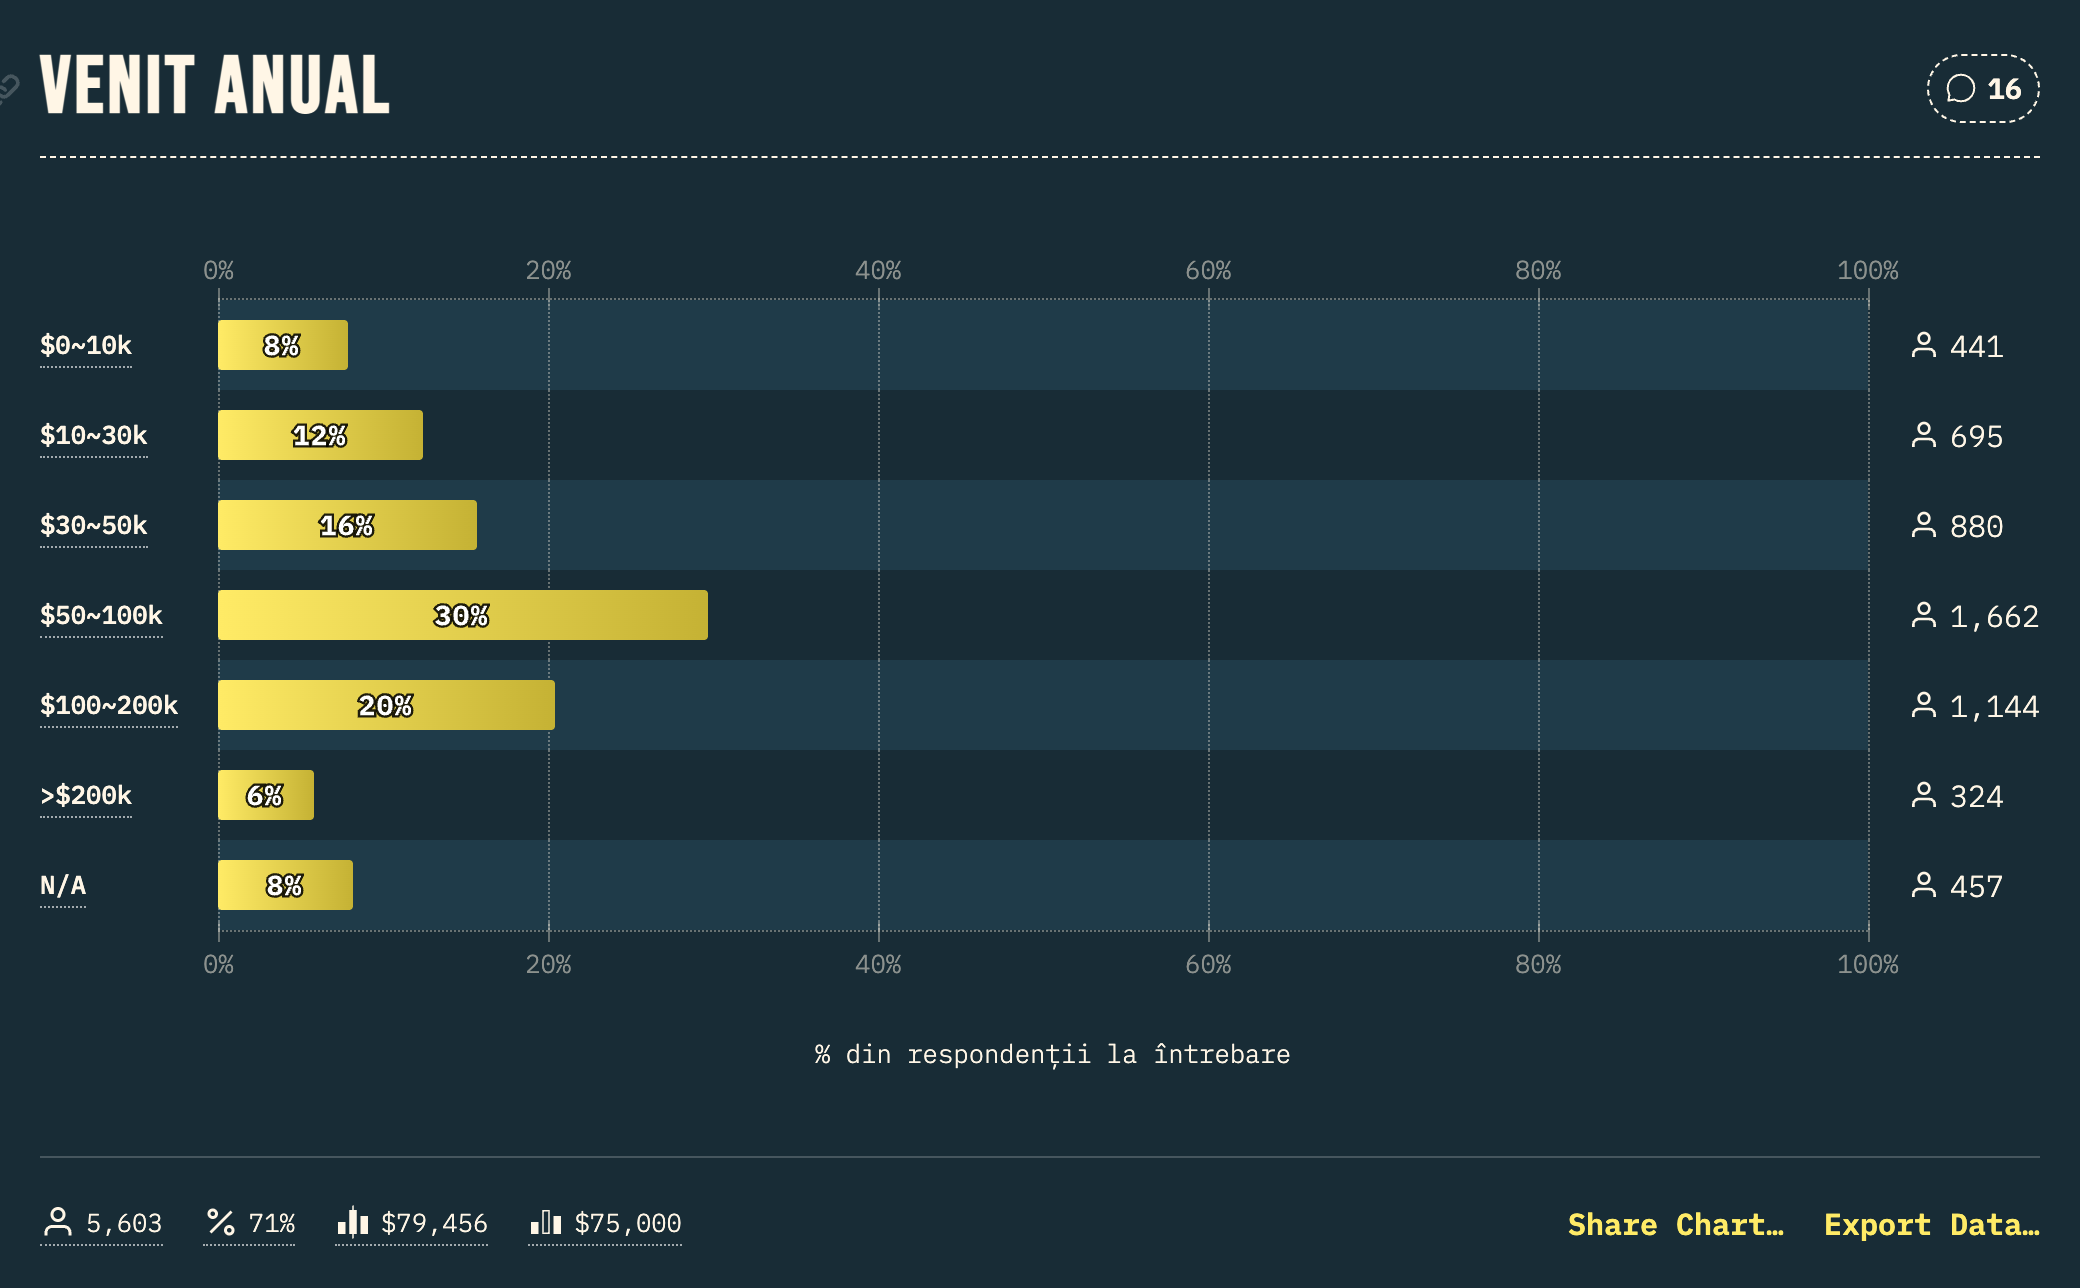 VENIT ANUAL
16
0% 20% 40% 60% 80% 100%
$0~10k 8% 441
$10~30k 12% 695
$30~50k 16% 880
$50~100k 30% 1,662
$100~200k 20% 1,144
>$200k 6% 324
N/A 8% 457
0% 20% 40% 60% 80% 100%
% din respondenții la întrebare
5,603 71% $79,456 $75,000 Share Chart… Export Data…